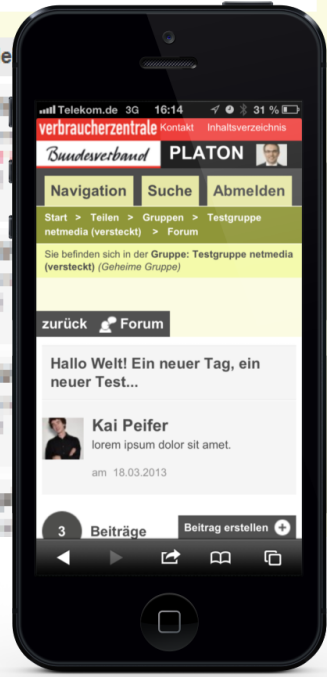 Telekom.de 3G 16:14 31 %
verbraucherzentrale Kontakt Inhaltsverzeichnis
Bundesverband PLATON
Navigation Suche Abmelden
Start > Teilen > Gruppen > Testgruppe
netmedia (versteckt) > Forum
Sie befinden sich in der Gruppe: Testgruppe netmedia
(versteckt) (Geheime Gruppe)
zurück Forum
Hallo Welt! Ein neuer Tag, ein
neuer Test...
Kai Peifer
lorem ipsum dolor sit amet.
am 18.03.2013
3 Beiträge Beitrag erstellen